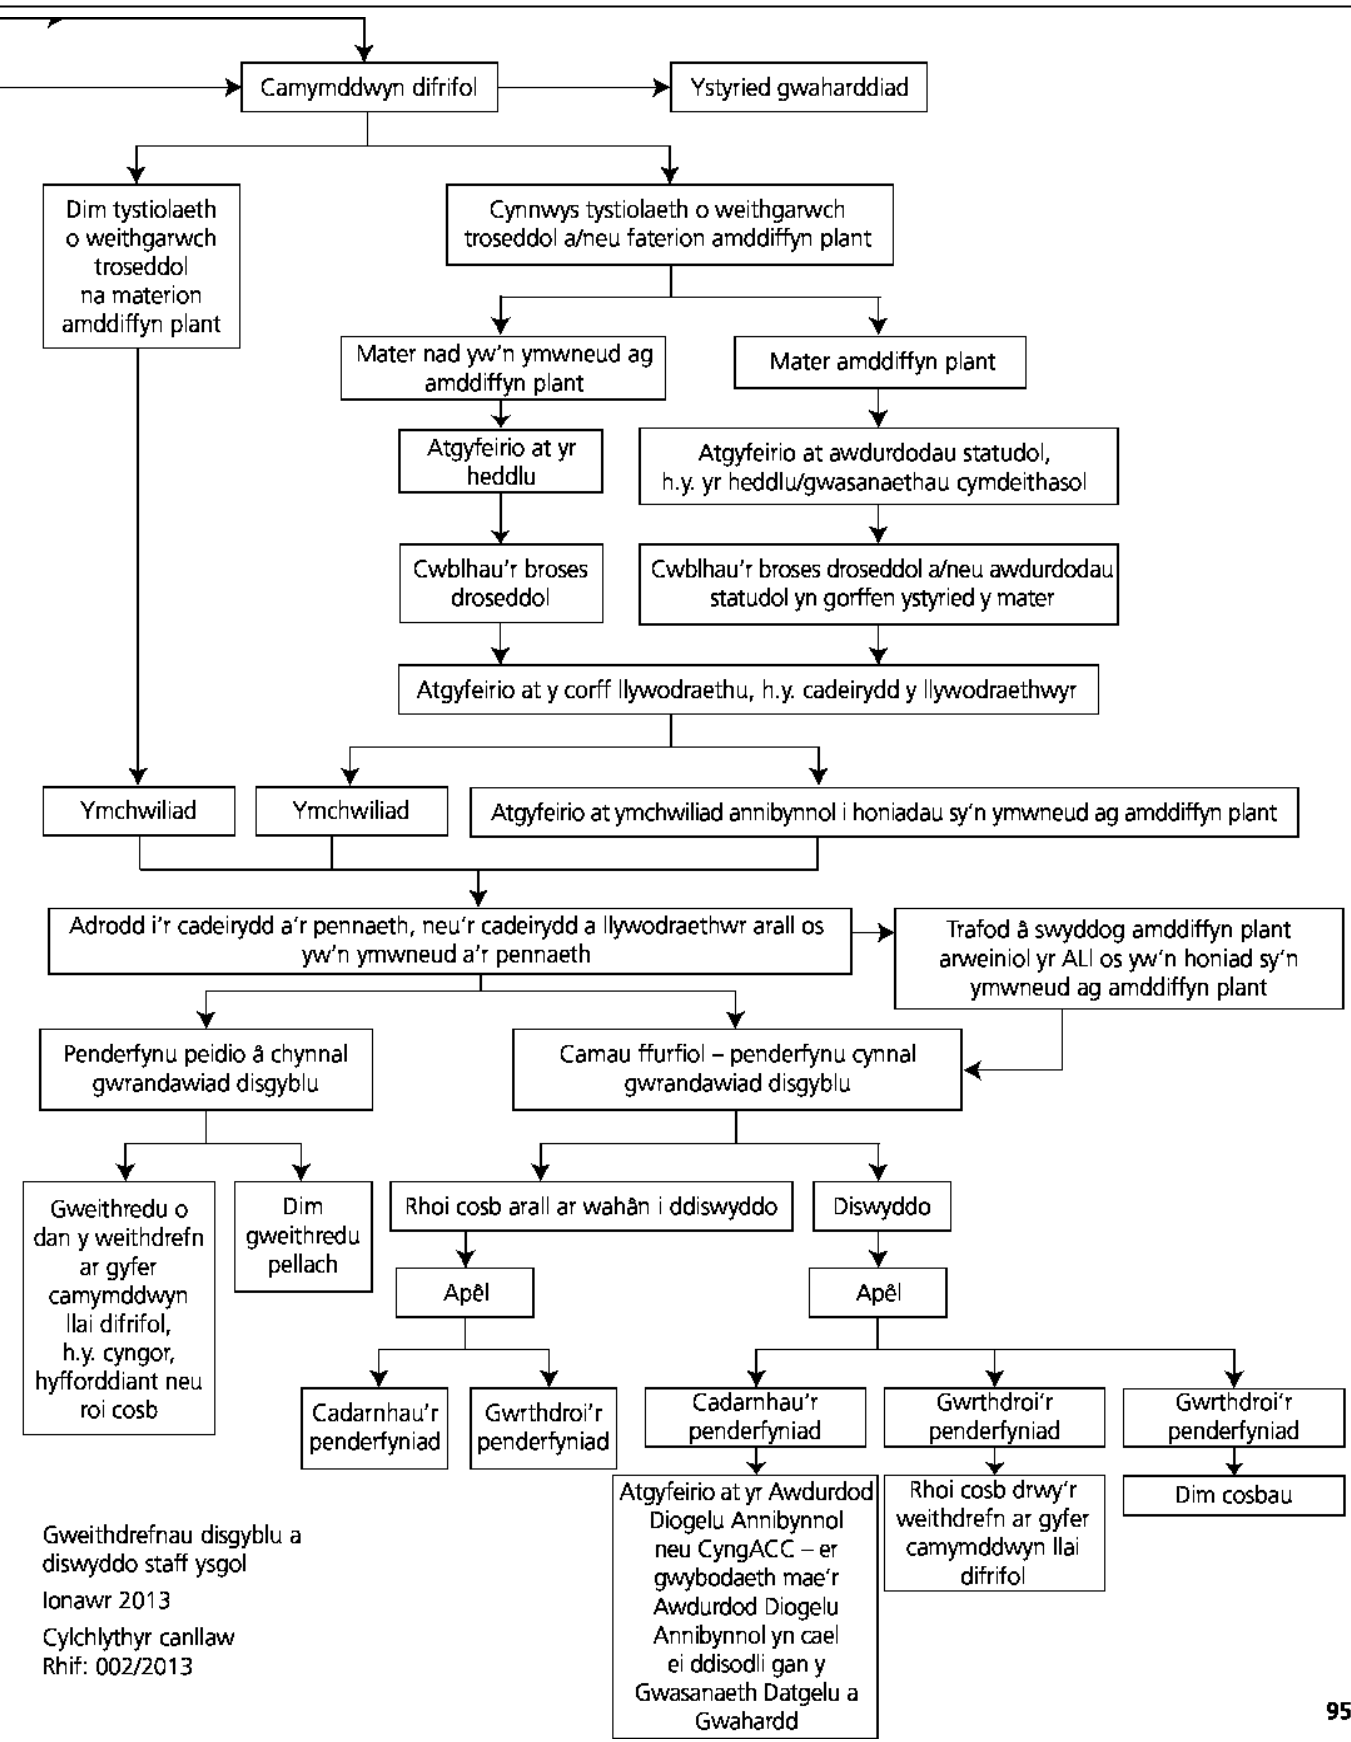 Camymddwyn difrifol
Ystyried gwaharddiad
Dim tystiolaeth
o weithgarwch
troseddol
na materion
amddiffyn plant
Cynnwys tystiolaeth o weithgarwch
troseddol a/neu faterion amddiffyn plant
Mater nad yw'n ymwneud ag
amddiffyn plant
Mater amddiffyn plant
Atgyfeirio at yr
heddlu
Atgyfeirio at awdurdodau statudol,
h.y. yr heddlu/gwasanaethau cymdeithasol
Cwblhau'r broses
droseddol
Cwblhau'r broses droseddol a/neu awdurdodau
statudol yn gorffen ystyried y mater
Atgyfeirio at y corff llywodraethu, h.y. cadeirydd y llywodraethwyr
Ymchwiliad
Ymchwiliad
Atgyfeirio at ymchwiliad annibynnol i honiadau sy'n ymwneud ag amddiffyn plant
Adrodd i'r cadeirydd a'r pennaeth, neu'r cadeirydd a llywodraethwr arall os
yw'n ymwneud a'r pennaeth
Trafod â swyddog amddiffyn plant
arweiniol yr ALl os yw'n honiad sy'n
ymwneud ag amddiffyn plant
Penderfynu peidio â chynnal
gwrandawiad disgyblu
Camau ffurfiol – penderfynu cynnal
gwrandawiad disgyblu
Gweithredu o
dan y weithdrefn
ar gyfer
camymddwyn
llai difrifol,
h.y. cyngor,
hyfforddiant neu
roi cosb
Dim
gweithredu
pellach
Rhoi cosb arall ar wahân i ddiswyddo
Diswyddo
Apêl
Apêl
Cadarnhau'r
penderfyniad
Gwrthdroi'r
penderfyniad
Cadarnhau'r
penderfyniad
Gwrthdroi'r
penderfyniad
Gwrthdroi'r
penderfyniad
Atgyfeirio at yr Awdurdod
Diogelu Annibynnol
neu CyngACC – er
gwybodaeth mae'r
Awdurdod Diogelu
Annibynnol yn cael
ei ddisodli gan y
Gwasanaeth Datgelu a
Gwahardd
Rhoi cosb drwy'r
weithdrefn ar gyfer
camymddwyn llai
difrifol
Dim cosbau
Gweithdrefnau disgyblu a
diswyddo staff ysgol
Ionawr 2013
Cylchlythyr canllaw
Rhif: 002/2013
95